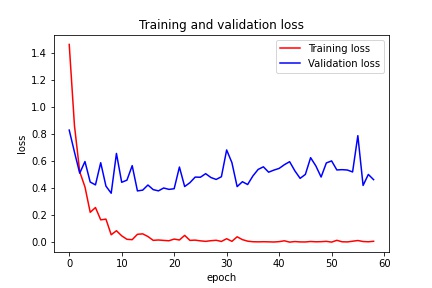 Training and validation loss
Training loss
Validation loss
loss
1.4
1.2
1.0
0.8
0.6
0.4
0.2
0.0
0 10 20 30 40 50 60
epoch